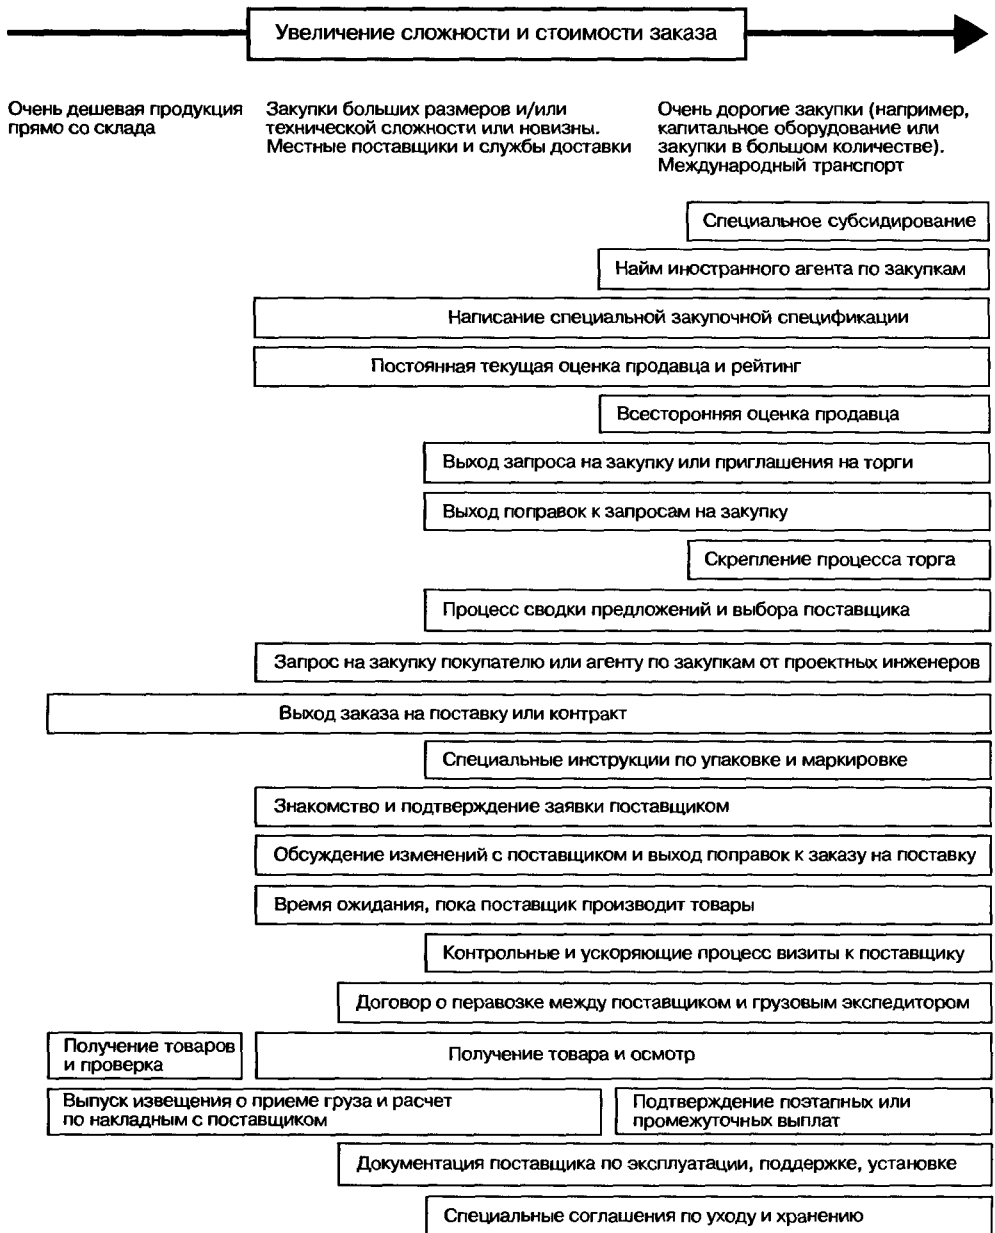 Увеличение сложности и стоимости заказа
Очень дешевая продукция
прямо со склада
Закупки больших размеров и/или
технической сложности или новизны.
Местные поставщики и службы доставки
Очень дорогие закупки (например,
капитальное оборудование или
закупки в большом количестве).
Международный транспорт
Специальное субсидирование
Найм иностранного агента по закупкам
Написание специальной закупочной спецификации
Постоянная текущая оценка продавца и рейтинг
Всесторонняя оценка продавца
Выход запроса на закупку или приглашения на торги
Выход поправок к запросам на закупку
Скрепление процесса торга
Процесс сводки предложений и выбора поставщика
Запрос на закупку покупателю или агенту по закупкам от проектных инженеров
Выход заказа на поставку или контракт
Специальные инструкции по упаковке и маркировке
Знакомство и подтверждение заявки поставщиком
Обсуждение изменений с поставщиком и выход поправок к заказу на поставку
Время ожидания, пока поставщик производит товары
Контрольные и ускоряющие процесс визиты к поставщику
Договор о перавозке между поставщиком и грузовым экспедитором
Получение товаров
и проверка
Получение товара и осмотр
Выпуск извещения о приеме груза и расчет
по накладным с поставщиком
Подтверждение поэтапных или
промежуточных выплат
Документация поставщика по эксплуатации, поддержке, установке
Специальные соглашения по уходу и хранению